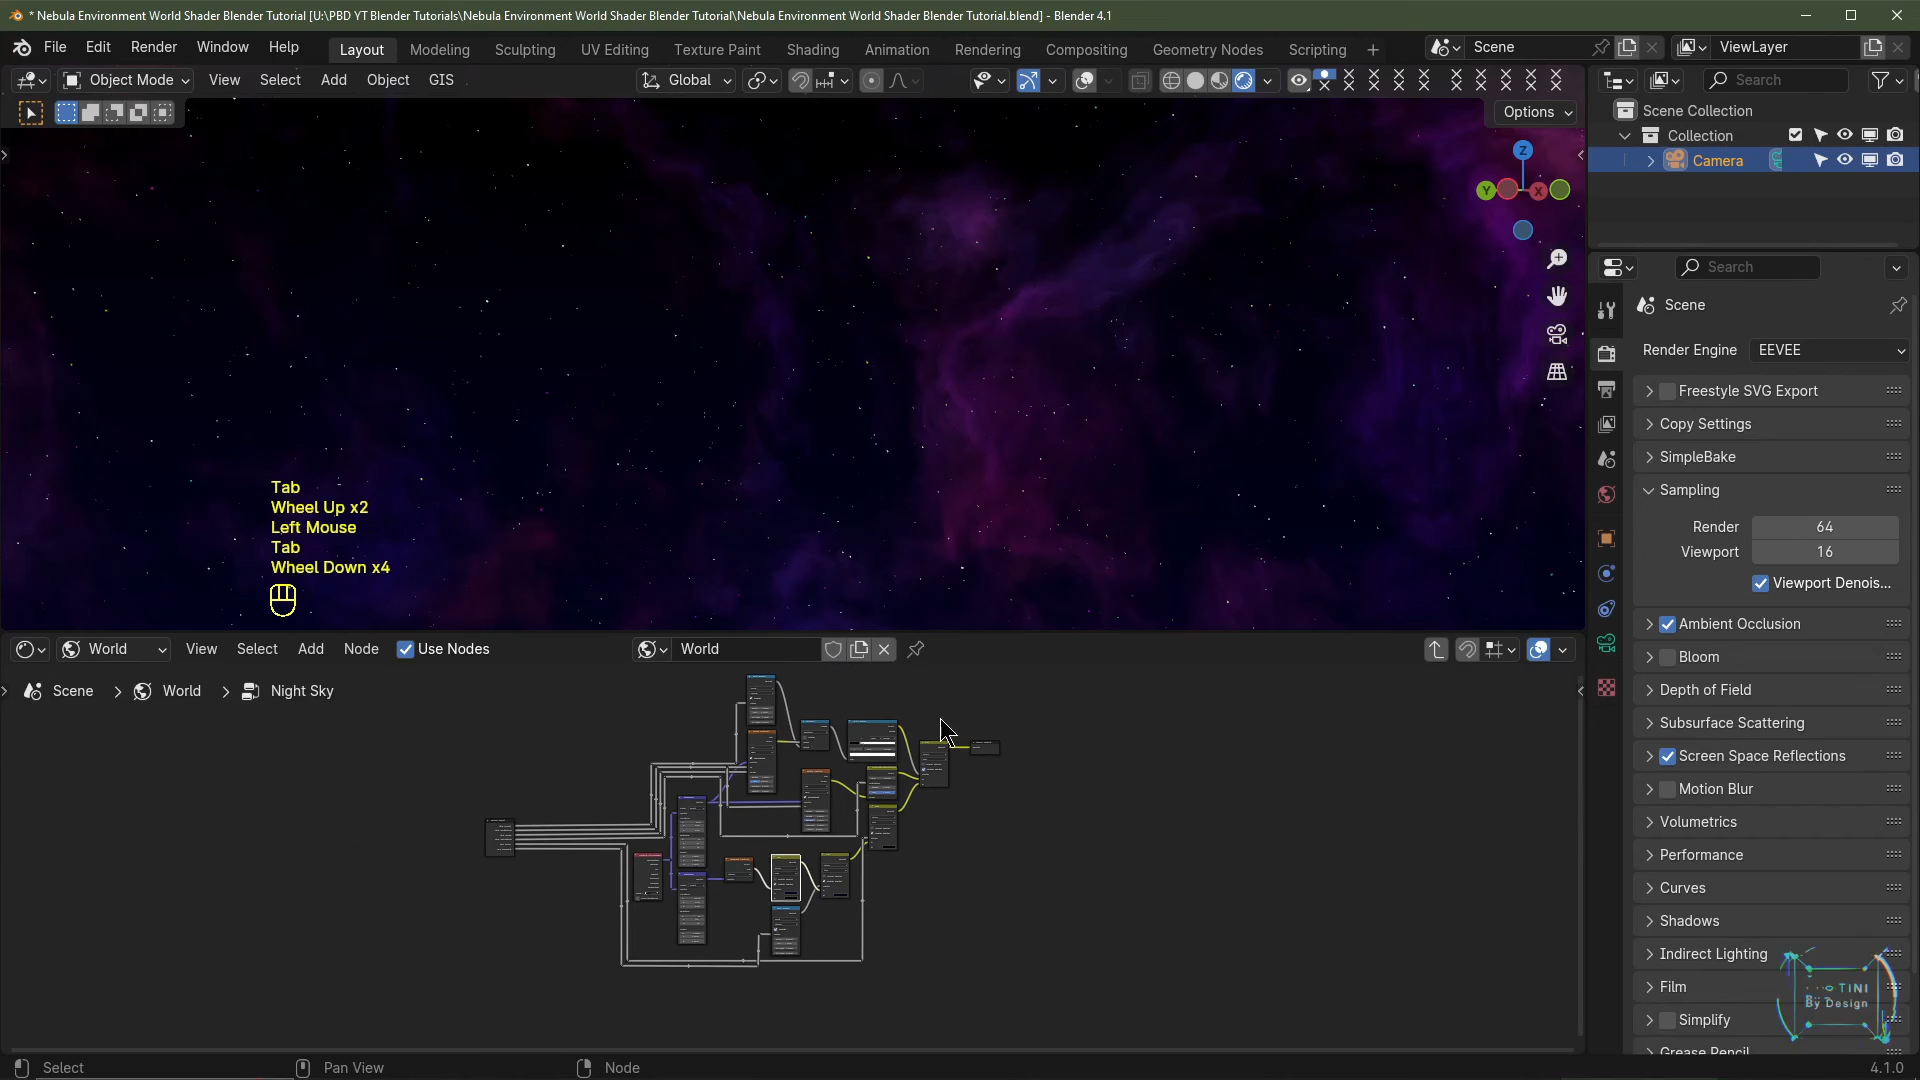 * Nebula Environment World Shader Blender Tutorial [U:\PBD YT Blender Tutorials\Nebula Environment World Shader Blender Tutorial\Nebula Environment World Shader Blender Tutorial.blend] - Blender 4.1
File Edit Render Window Help Layout Modeling Sculpting UV Editing Texture Paint Shading Animation Rendering Compositing Geometry Nodes Scripting + Scene ViewLayer
Object Mode View Select Add Object GIS Global Search
Options
Scene Collection
Collection
Camera
Z
Y X
Search
Scene
Render Engine EEVEE
Freestyle SVG Export
Copy Settings
SimpleBake
Sampling
Render 64
Viewport 16
Viewport Denois...
Ambient Occlusion
Bloom
Depth of Field
Subsurface Scattering
Screen Space Reflections
Motion Blur
Volumetrics
Performance
Curves
Shadows
Indirect Lighting
Film
Simplify
Grease Pencil
Tab
Wheel Up x2
Left Mouse
Tab
Wheel Down x4
World View Select Add Node Use Nodes World
Scene World Night Sky
TINI
By Design
Select Pan View Node 4.1.0